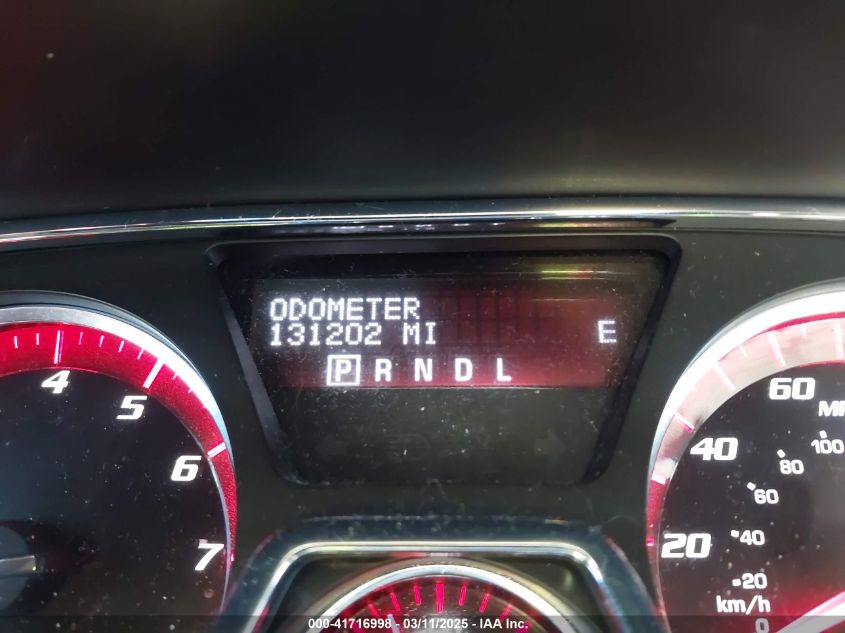 ODOMETER
131202 MI E
P R N D L
4 5 6 7
20 40 60
20 40 60 80 100
km/h
0
000-41716998 - 03/11/2025 - IAA Inc.